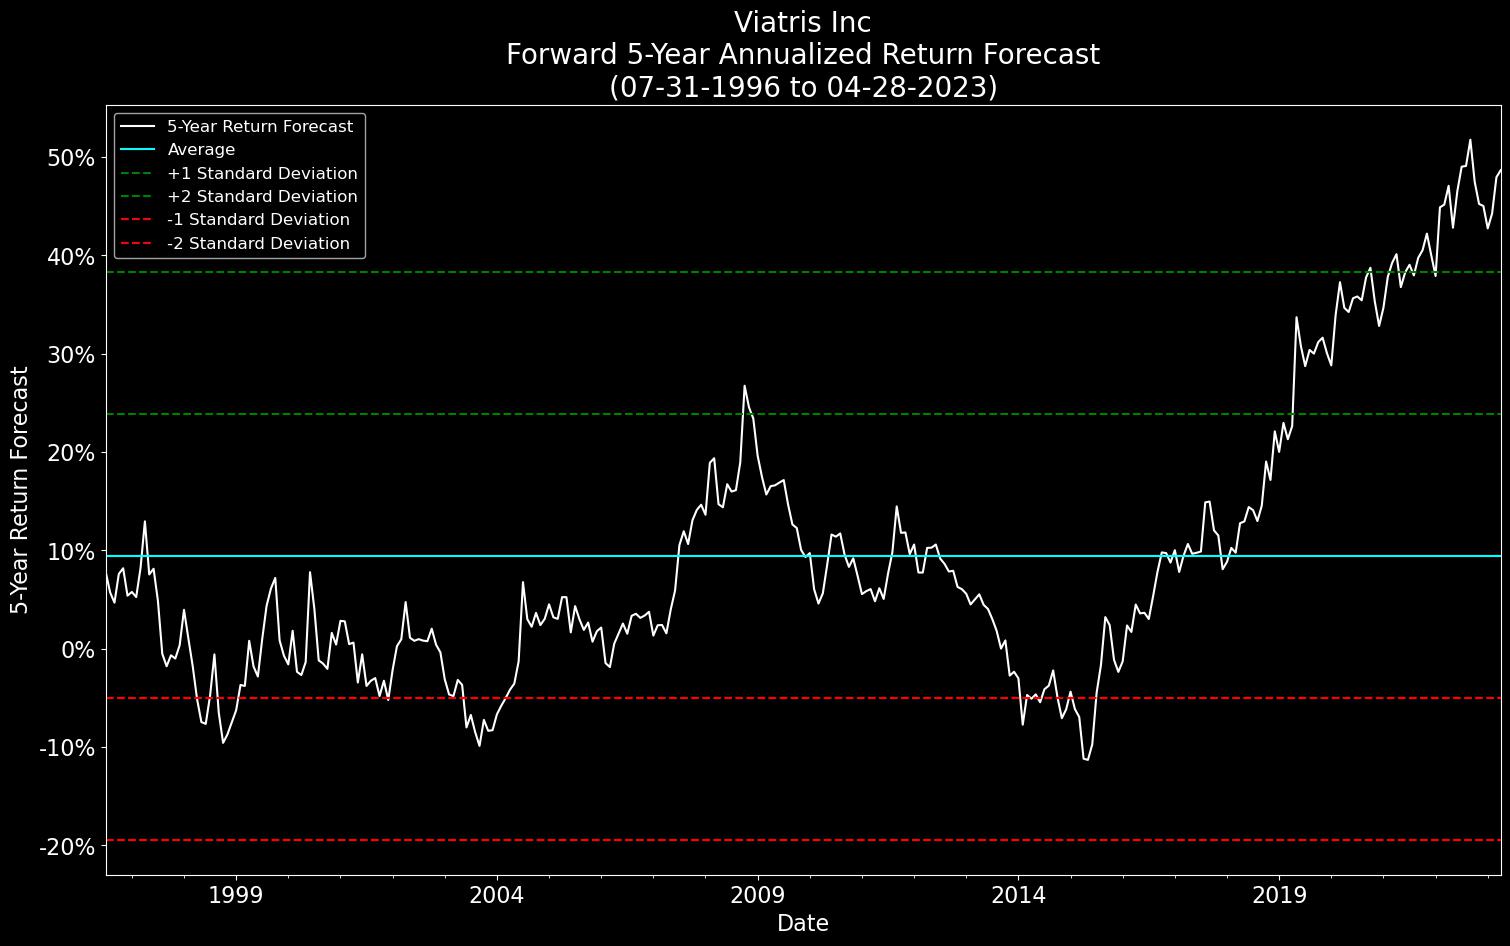 Viatris Inc
Forward 5-Year Annualized Return Forecast
(07-31-1996 to 04-28-2023)
5-Year Return Forecast
Average
+1 Standard Deviation
+2 Standard Deviation
-1 Standard Deviation
-2 Standard Deviation
5-Year Return Forecast
50%
40%
30%
20%
10%
0%
-10%
-20%
1999
2004
2009
2014
2019
Date